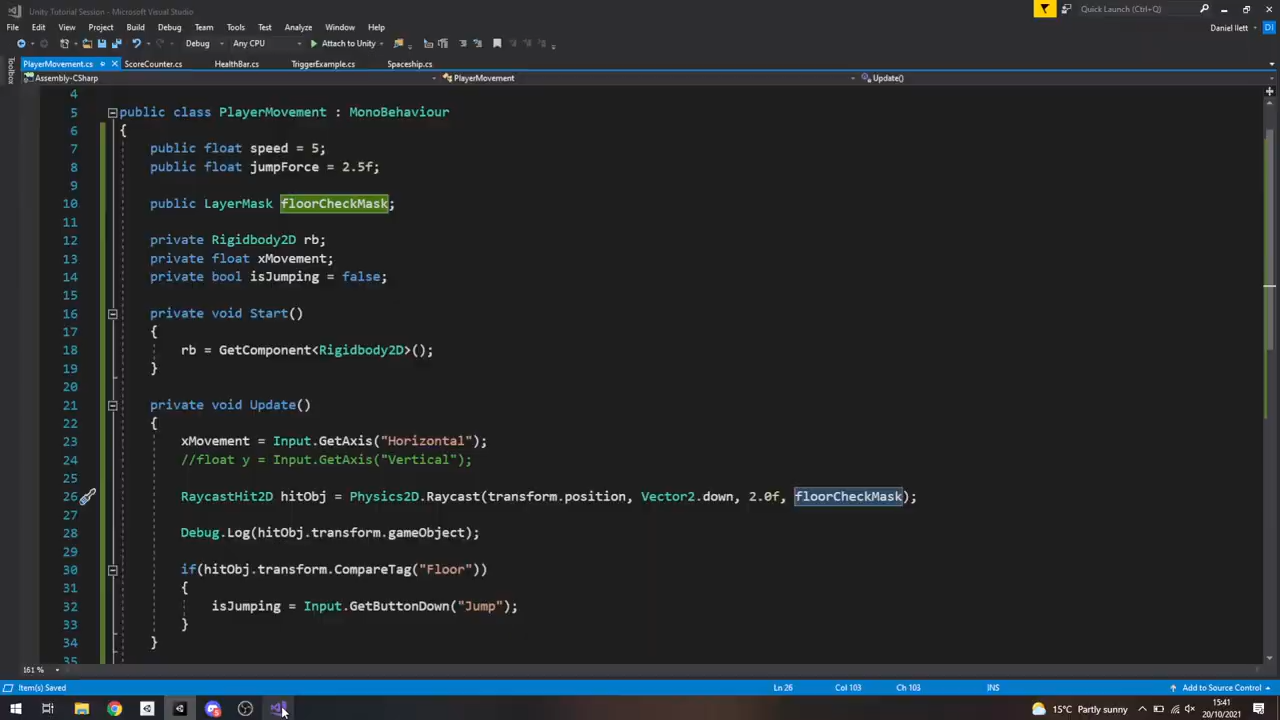 Unity Tutorial Session - Microsoft Visual Studio
Quick Launch (Ctrl+Q)
File Edit View Project Build Debug Team Tools Test Analyze Window Help
Daniel Ilett
DI
Debug Any CPU Attach to Unity
PlayerMovement.cs ScoreCounter.cs HealthBar.cs TriggerExample.cs Spaceship.cs
Toolbox
Assembly-CSharp PlayerMovement Update()
4
5 public class PlayerMovement : MonoBehaviour
6 {
7 public float speed = 5;
8 public float jumpForce = 2.5f;
9
10 public LayerMask floorCheckMask;
11
12 private Rigidbody2D rb;
13 private float xMovement;
14 private bool isJumping = false;
15
16 private void Start()
17 {
18 rb = GetComponent<Rigidbody2D>();
19 }
20
21 private void Update()
22 {
23 xMovement = Input.GetAxis("Horizontal");
24 //float y = Input.GetAxis("Vertical");
25
26 RaycastHit2D hitObj = Physics2D.Raycast(transform.position, Vector2.down, 2.0f, floorCheckMask);
27
28 Debug.Log(hitObj.transform.gameObject);
29
30 if(hitObj.transform.CompareTag("Floor"))
31 {
32 isJumping = Input.GetButtonDown("Jump");
33 }
34 }
35
161 %
Item(s) Saved Ln 26 Col 103 Ch 103 INS Add to Source Control
15°C Partly sunny 15:41
20/10/2021